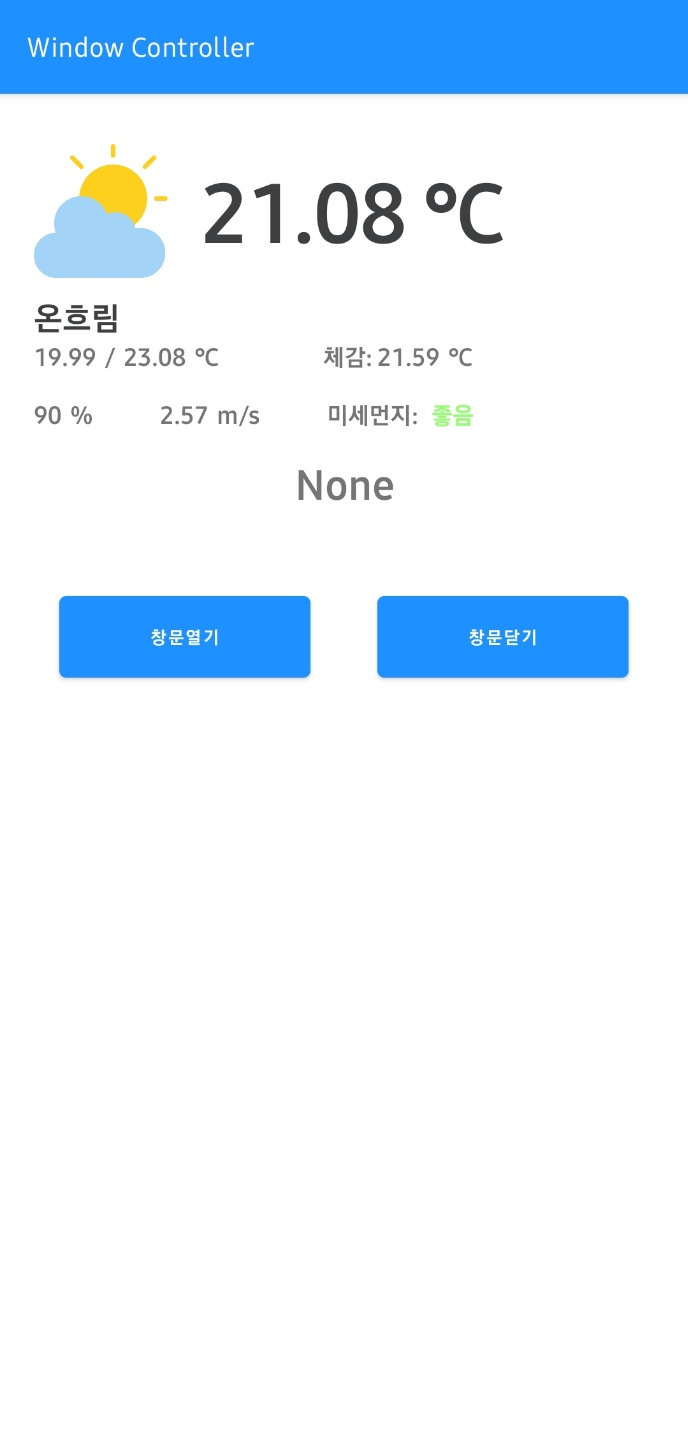 Window Controller
21.08 ℃
온흐림
19.99 / 23.08 ℃ 체감: 21.59 ℃
90 % 2.57 m/s 미세먼지: 좋음
None
창문열기 창문닫기